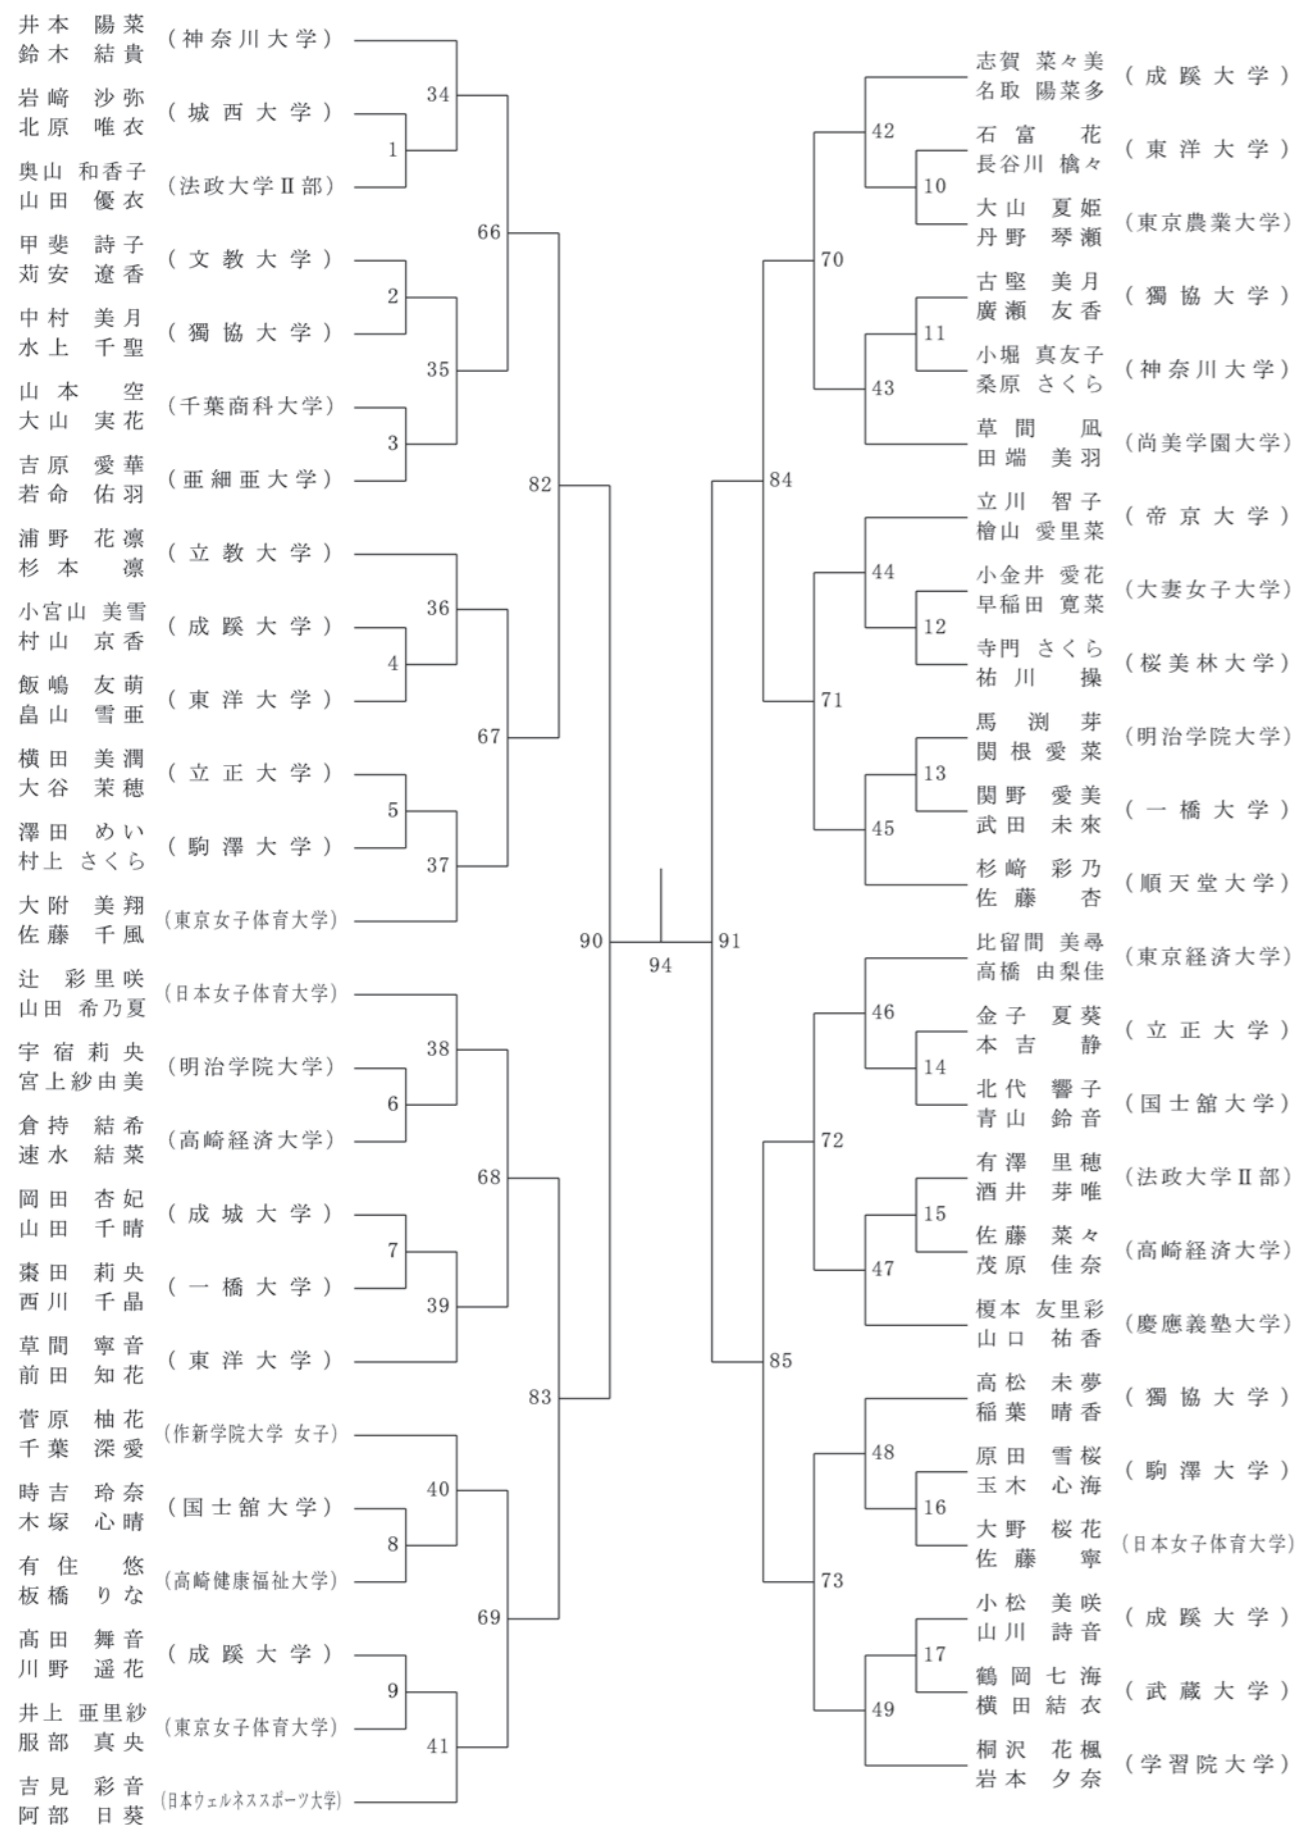 井本 陽菜
鈴木 結貴
(神奈川大学)
岩﨑 沙弥
北原 唯衣
(城西大学)
奥山 和香子
山田 優衣
(法政大学Ⅱ部)
甲斐 詩子
苅安 遼香
(文教大学)
中村 美月
水上 千聖
(獨協大学)
山本 空
大山 実花
(千葉商科大学)
吉原 愛華
若命 佑羽
(亜細亜大学)
浦野 花凛
杉本 凛
(立教大学)
小宮山 美雪
村山 京香
(成蹊大学)
飯嶋 友萌
畠山 雪亜
(東洋大学)
横田 美潤
大谷 茉穂
(立正大学)
澤田 めい
村上 さくら
(駒澤大学)
大附 美翔
佐藤 千風
(東京女子体育大学)
辻 彩里咲
山田 希乃夏
(日本女子体育大学)
宇宿莉央
宮上紗由美
(明治学院大学)
倉持 結希
速水 結菜
(高崎経済大学)
岡田 杏妃
山田 千晴
(成城大学)
棗田 莉央
西川 千晶
(一橋大学)
草間 寧音
前田 知花
(東洋大学)
菅原 柚花
千葉 深愛
(作新学院大学 女子)
時吉 玲奈
木塚 心晴
(国士舘大学)
有住 悠
板橋 りな
(高崎健康福祉大学)
髙田 舞音
川野 遥花
(成蹊大学)
井上 亜里紗
服部 真央
(東京女子体育大学)
吉見 彩音
阿部 日葵
(日本ウェルネススポーツ大学)
34
1
66
2
35
3
82
36
4
67
5
37
90
38
6
68
7
39
83
40
8
69
9
41
94
91
42
10
70
11
43
84
44
12
71
13
45
46
14
72
15
47
85
48
16
73
17
49
志賀 菜々美
名取 陽菜多
(成蹊大学)
石富 花
長谷川 檎々
(東洋大学)
大山 夏姫
丹野 琴瀬
(東京農業大学)
古堅 美月
廣瀬 友香
(獨協大学)
小堀 真友子
桑原 さくら
(神奈川大学)
草間 凪
田端 美羽
(尚美学園大学)
立川 智子
檜山 愛里菜
(帝京大学)
小金井 愛花
早稲田 寛菜
(大妻女子大学)
寺門 さくら
祐川 操
(桜美林大学)
馬渕 芽
関根愛菜
(明治学院大学)
関野 愛美
武田 未來
(一橋大学)
杉﨑 彩乃
佐藤 杏
(順天堂大学)
比留間 美尋
高橋 由梨佳
(東京経済大学)
金子 夏葵
本吉 静
(立正大学)
北代 響子
青山 鈴音
(国士舘大学)
有澤 里穂
酒井 芽唯
(法政大学Ⅱ部)
佐藤 菜々
茂原 佳奈
(高崎経済大学)
榎本 友里彩
山口 祐香
(慶應義塾大学)
高松 未夢
稲葉 晴香
(獨協大学)
原田 雪桜
玉木 心海
(駒澤大学)
大野 桜花
佐藤 寧
(日本女子体育大学)
小松 美咲
山川 詩音
(成蹊大学)
鶴岡七海
横田結衣
(武蔵大学)
桐沢 花楓
岩本 夕奈
(学習院大学)